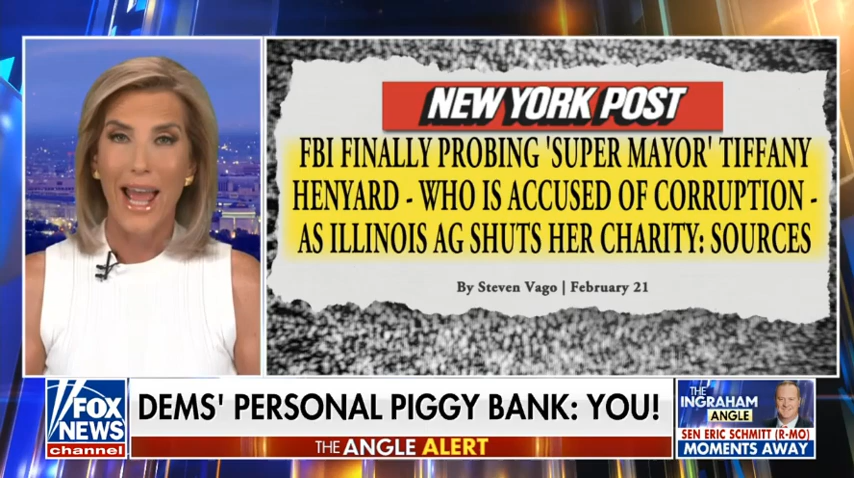 NEW YORK POST
FBI FINALLY PROBING 'SUPER MAYOR' TIFFANY
HENYARD - WHO IS ACCUSED OF CORRUPTION -
AS ILLINOIS AG SHUTS HER CHARITY: SOURCES
By Steven Vago | February 21
FOX
NEWS
channel
DEMS' PERSONAL PIGGY BANK: YOU!
THE ANGLE ALERT
THE
INGRAHAM
ANGLE
SEN ERIC SCHMITT (R-MO)
MOMENTS AWAY